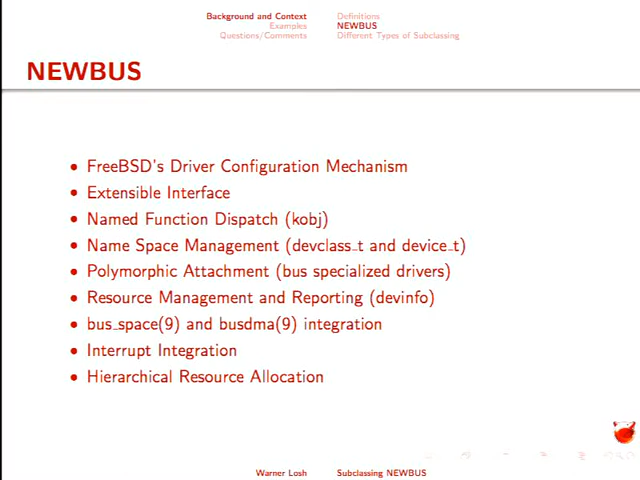 Background and Context
Examples
Questions/Comments
Definitions
NEWBUS
Different Types of Subclassing
NEWBUS
• FreeBSD's Driver Configuration Mechanism
• Extensible Interface
• Named Function Dispatch (kobj)
• Name Space Management (devclass_t and device_t)
• Polymorphic Attachment (bus specialized drivers)
• Resource Management and Reporting (devinfo)
• bus_space(9) and busdma(9) integration
• Interrupt Integration
• Hierarchical Resource Allocation
Warner Losh
Subclassing NEWBUS